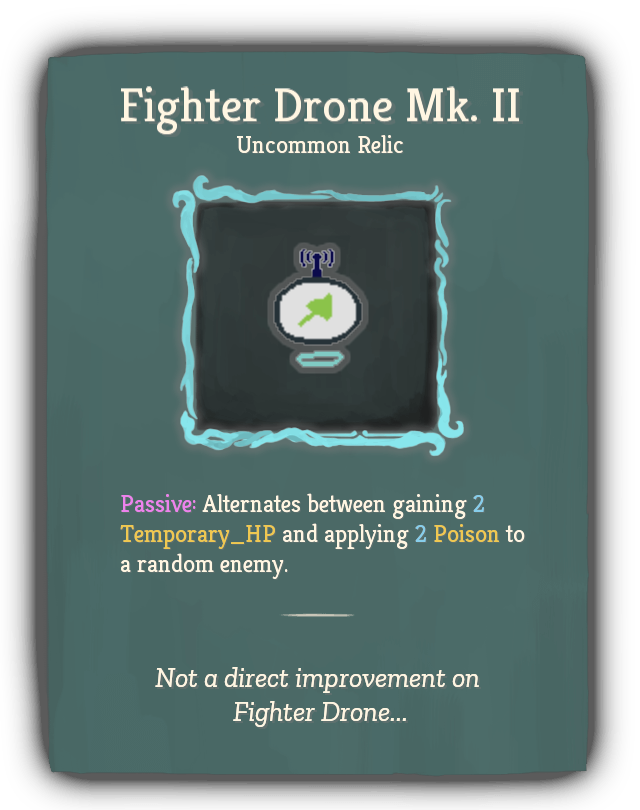 Fighter Drone Mk. II
Uncommon Relic
Passive: Alternates between gaining 2
Temporary_HP and applying 2 Poison to
a random enemy.
Not a direct improvement on
Fighter Drone...